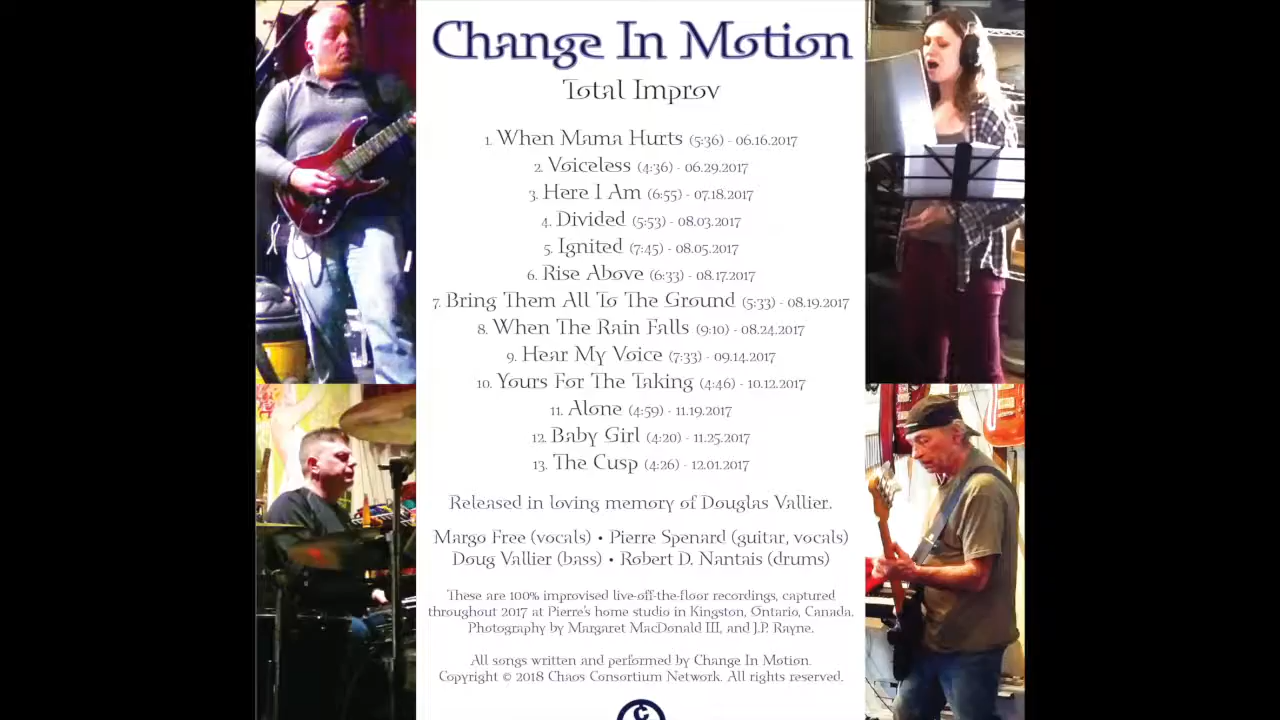 Change In Motion
Total Improv
1. When Mama Hurts (5:36) - 06.16.2017
2. Voiceless (4:36) - 06.29.2017
3. Here I Am (6:55) - 07.18.2017
4. Divided (5:53) - 08.03.2017
5. Ignited (7:45) - 08.05.2017
6. Rise Above (6:33) - 08.17.2017
7. Bring Them All To The Ground (5:33) - 08.19.2017
8. When The Rain Falls (9:10) - 08.24.2017
9. Hear My Voice (7:33) - 09.14.2017
10. Yours For The Taking (4:46) - 10.12.2017
11. Alone (4:59) - 11.19.2017
12. Baby Girl (4:20) - 11.25.2017
13. The Cusp (4:26) - 12.01.2017
Released in loving memory of Douglas Vallier.
Margo Free (vocals) • Pierre Spenard (guitar, vocals)
Doug Vallier (bass) • Robert D. Nantais (drums)
These are 100% improvised live-off-the-floor recordings, captured
throughout 2017 at Pierre's home studio in Kingston, Ontario, Canada.
Photography by Margaret MacDonald III, and J.P. Rayne.
All songs written and performed by Change In Motion.
Copyright © 2018 Chaos Consortium Network. All rights reserved.
C